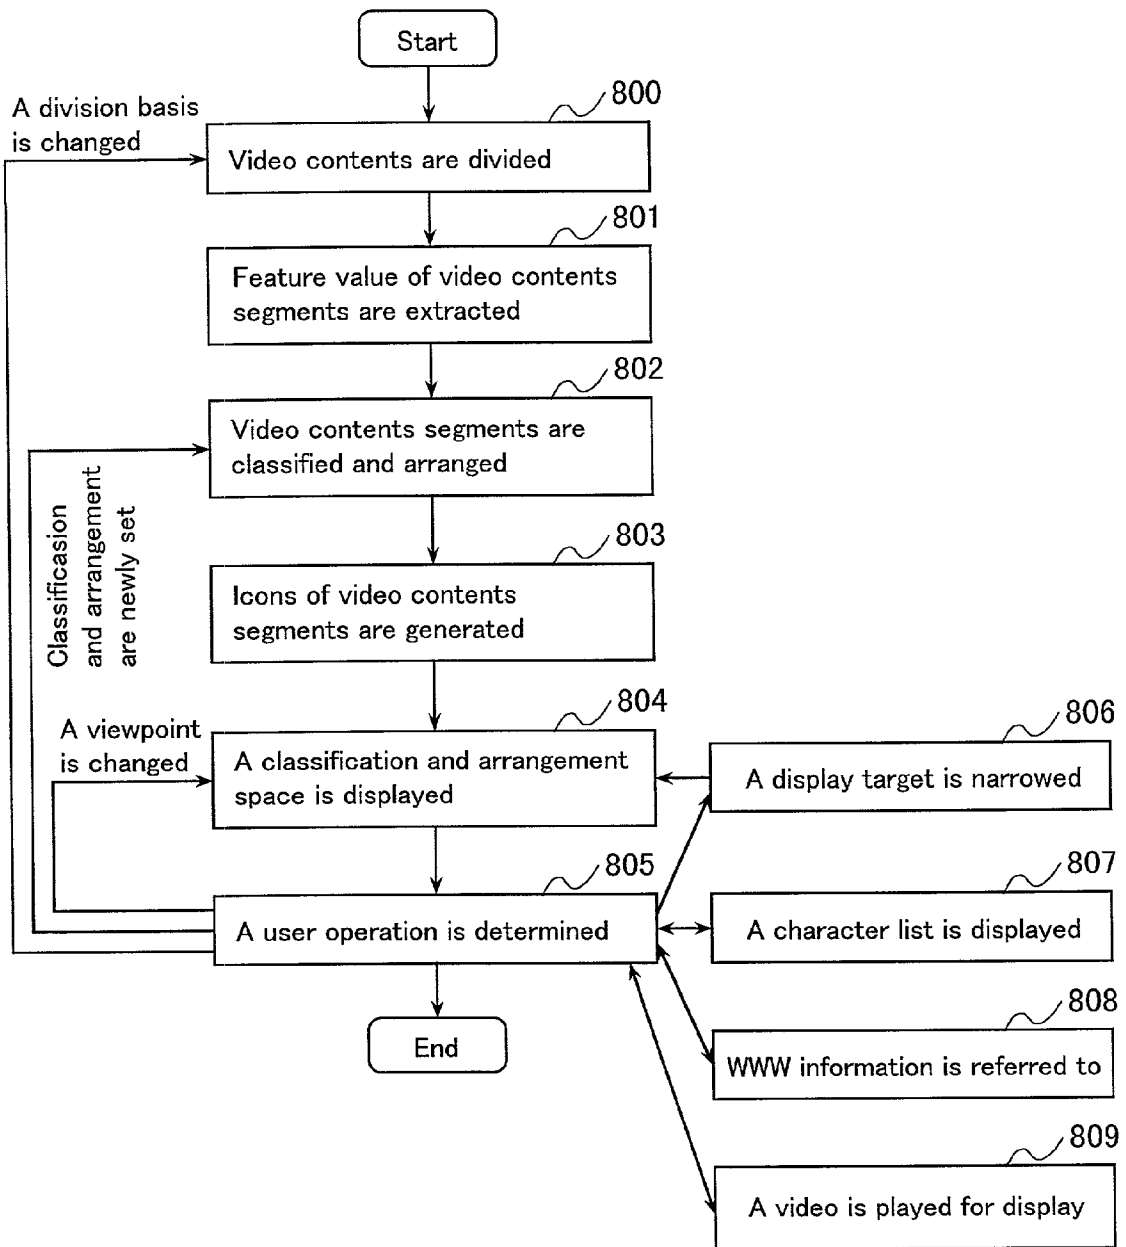 Start
800
A division basis
is changed
Video contents are divided
801
Feature value of video contents
segments are extracted
802
Video contents segments are
classified and arranged
Classificasion
and arrangement
are newly set
803
Icons of video contents
segments are generated
804
A viewpoint
is changed
A classification and arrangement
space is displayed
806
A display target is narrowed
805
A user operation is determined
807
A character list is displayed
End
808
WWW information is referred to
809
A video is played for display